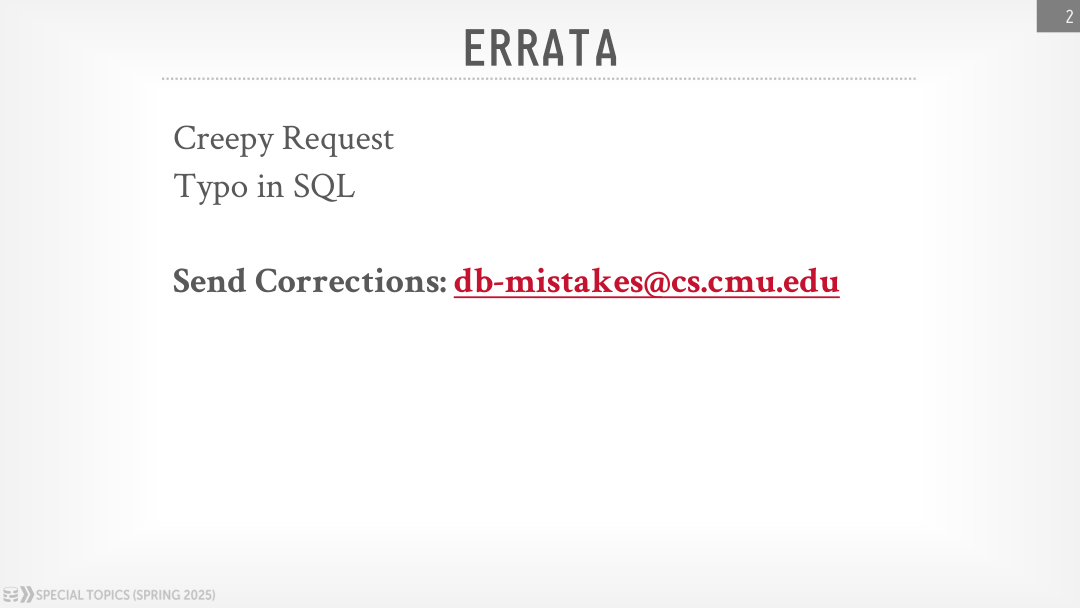 2
ERRATA
Creepy Request
Typo in SQL
Send Corrections: db-mistakes@cs.cmu.edu
SPECIAL TOPICS (SPRING 2025)